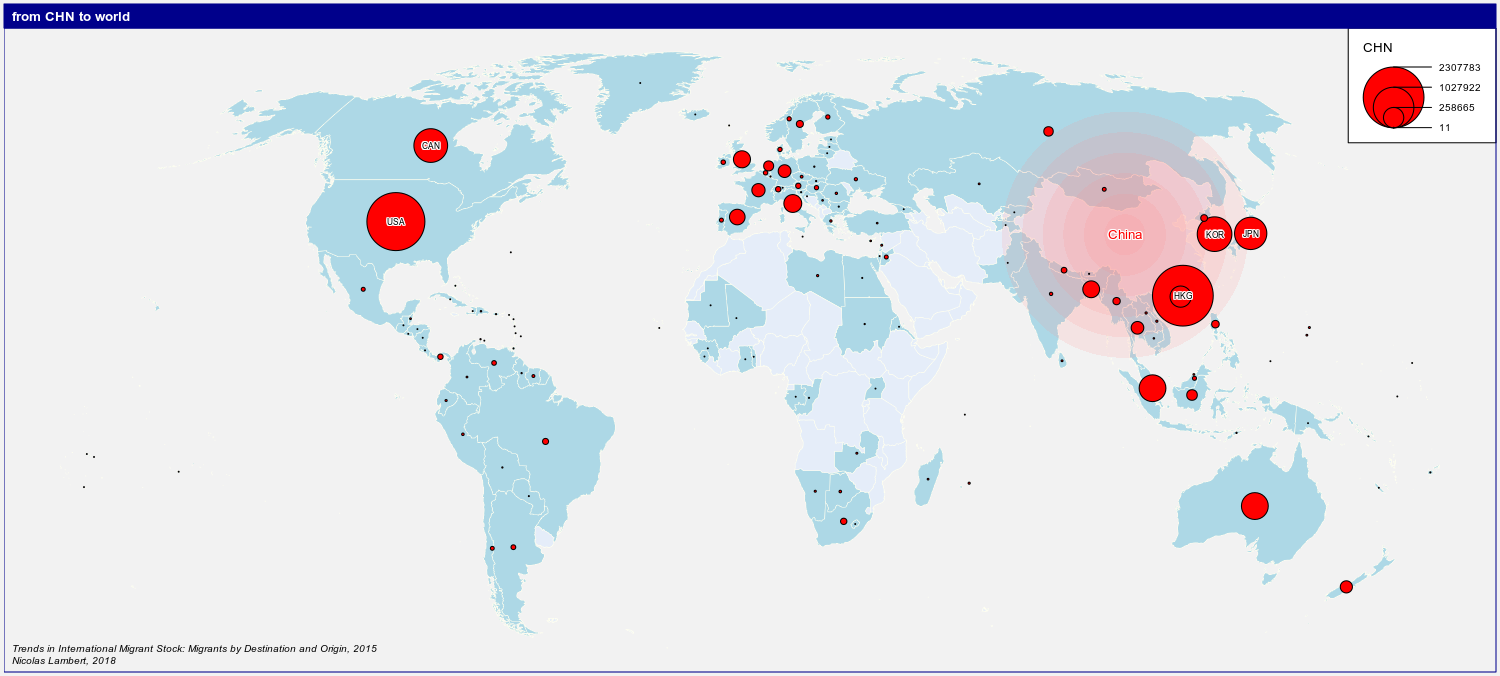 from CHN to world
CHN
2307783
1027922
258665
11
CAN
USA
China
KOR
JPN
HKG
Trends in International Migrant Stock: Migrants by Destination and Origin, 2015
Nicolas Lambert, 2018